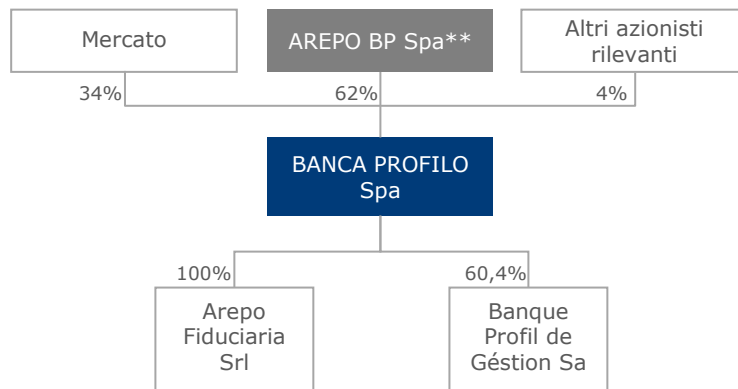 Mercato
AREPO BP Spa**
Altri azionisti
rilevanti
34%
62%
4%
BANCA PROFILO
Spa
100%
60,4%
Arepo
Fiduciaria
Srl
Banque
Profil de
Géstion Sa